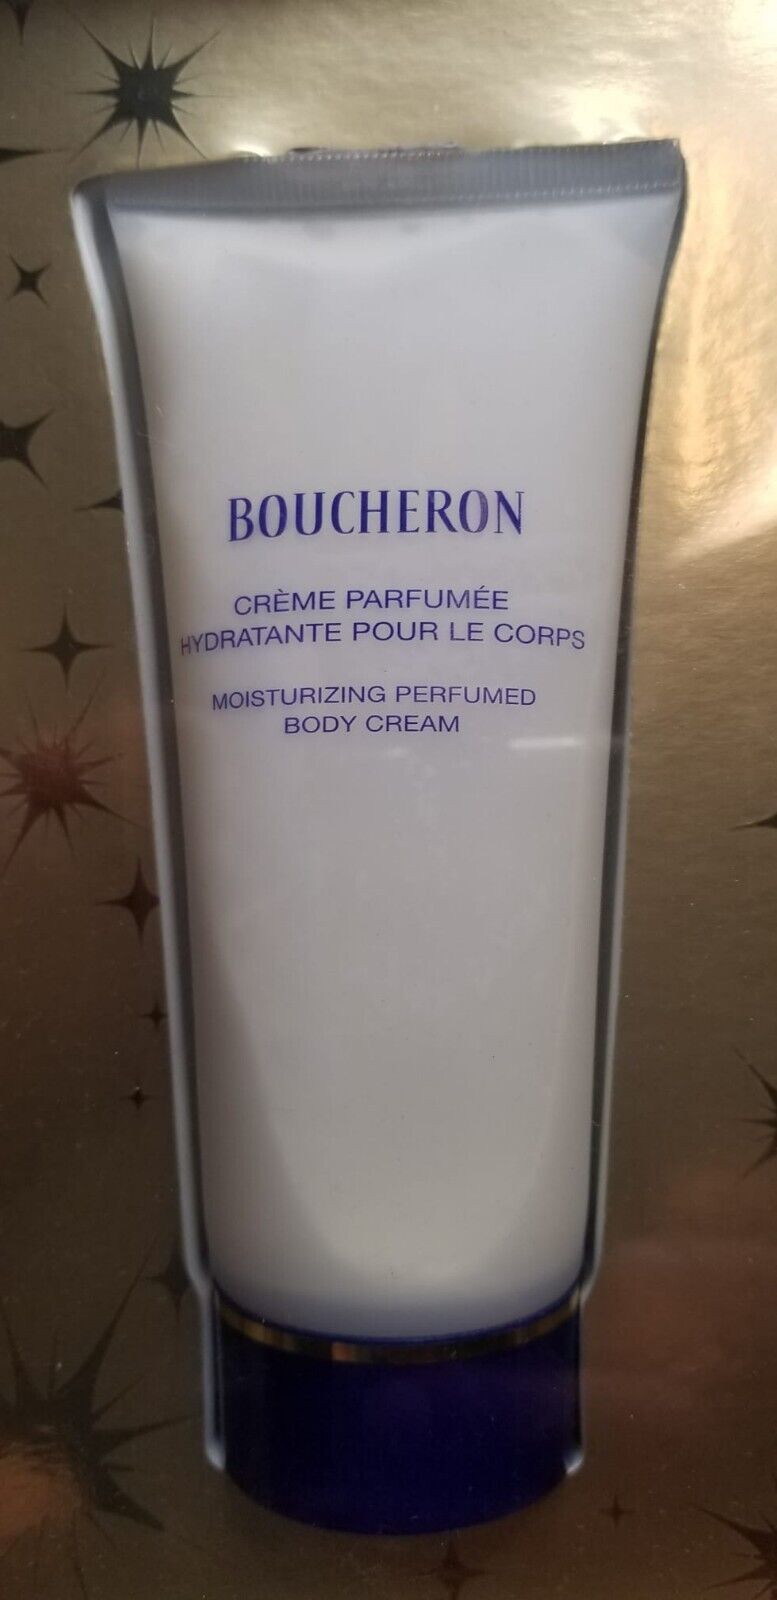 BOUCHERON
CRÈME PARFUMÉE
HYDRATANTE POUR LE CORPS
MOISTURIZING PERFUMED
BODY CREAM